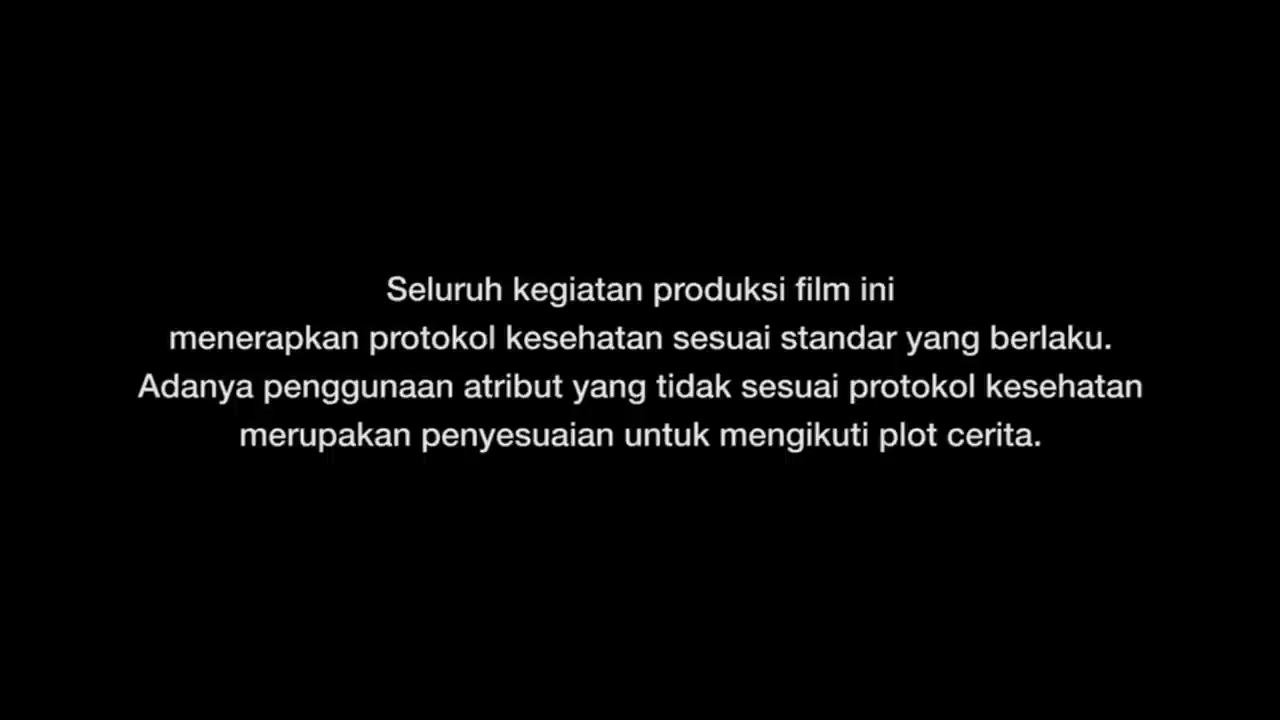 Seluruh kegiatan produksi film ini
menerapkan protokol kesehatan sesuai standar yang berlaku.
Adanya penggunaan atribut yang tidak sesuai protokol kesehatan
merupakan penyesuaian untuk mengikuti plot cerita.